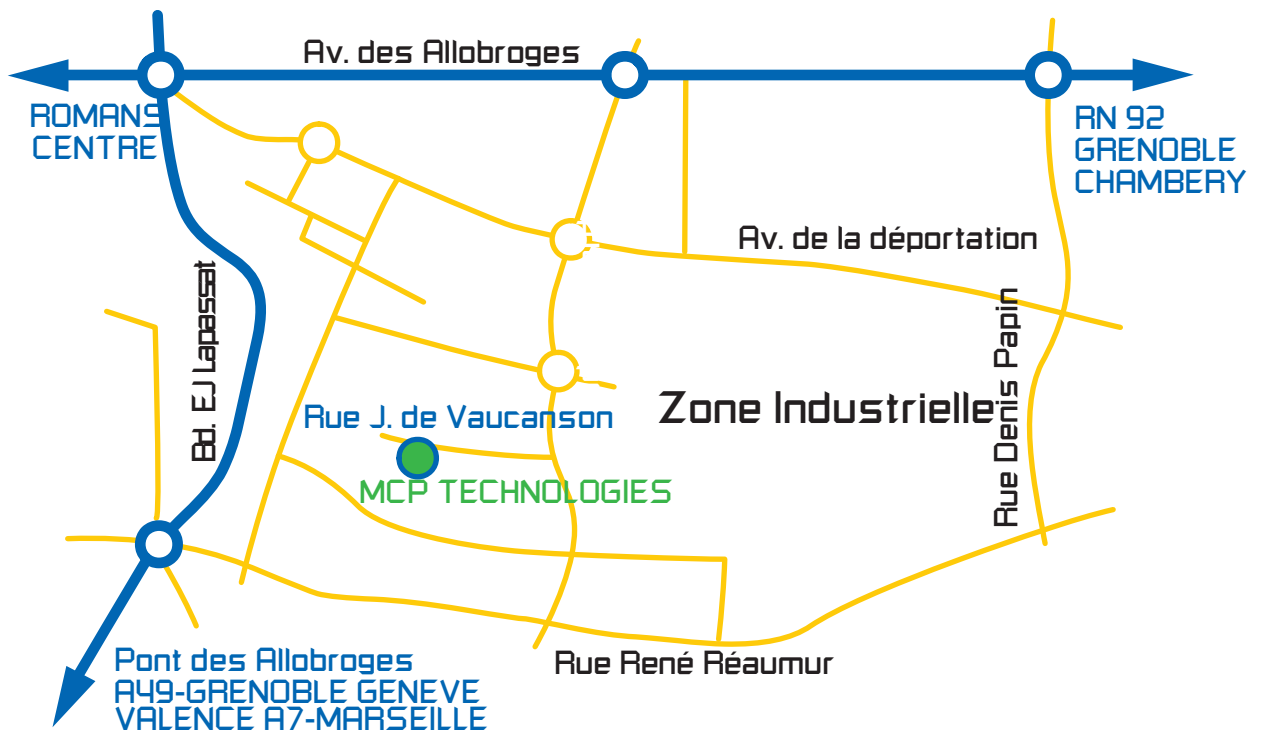 Av. des Allobroges
ROMANS
CENTRE
RN 92
GRENOBLE
CHAMBERY
Av. de la déportation
Bd. EJ Lapassat
Rue Denis Papin
Zone Industrielle
Rue J. de Vaucanson
MCP TECHNOLOGIES
Rue René Réaumur
Pont des Allobroges
A49-GRENOBLE GENEVE
VALENCE A7-MARSEILLE